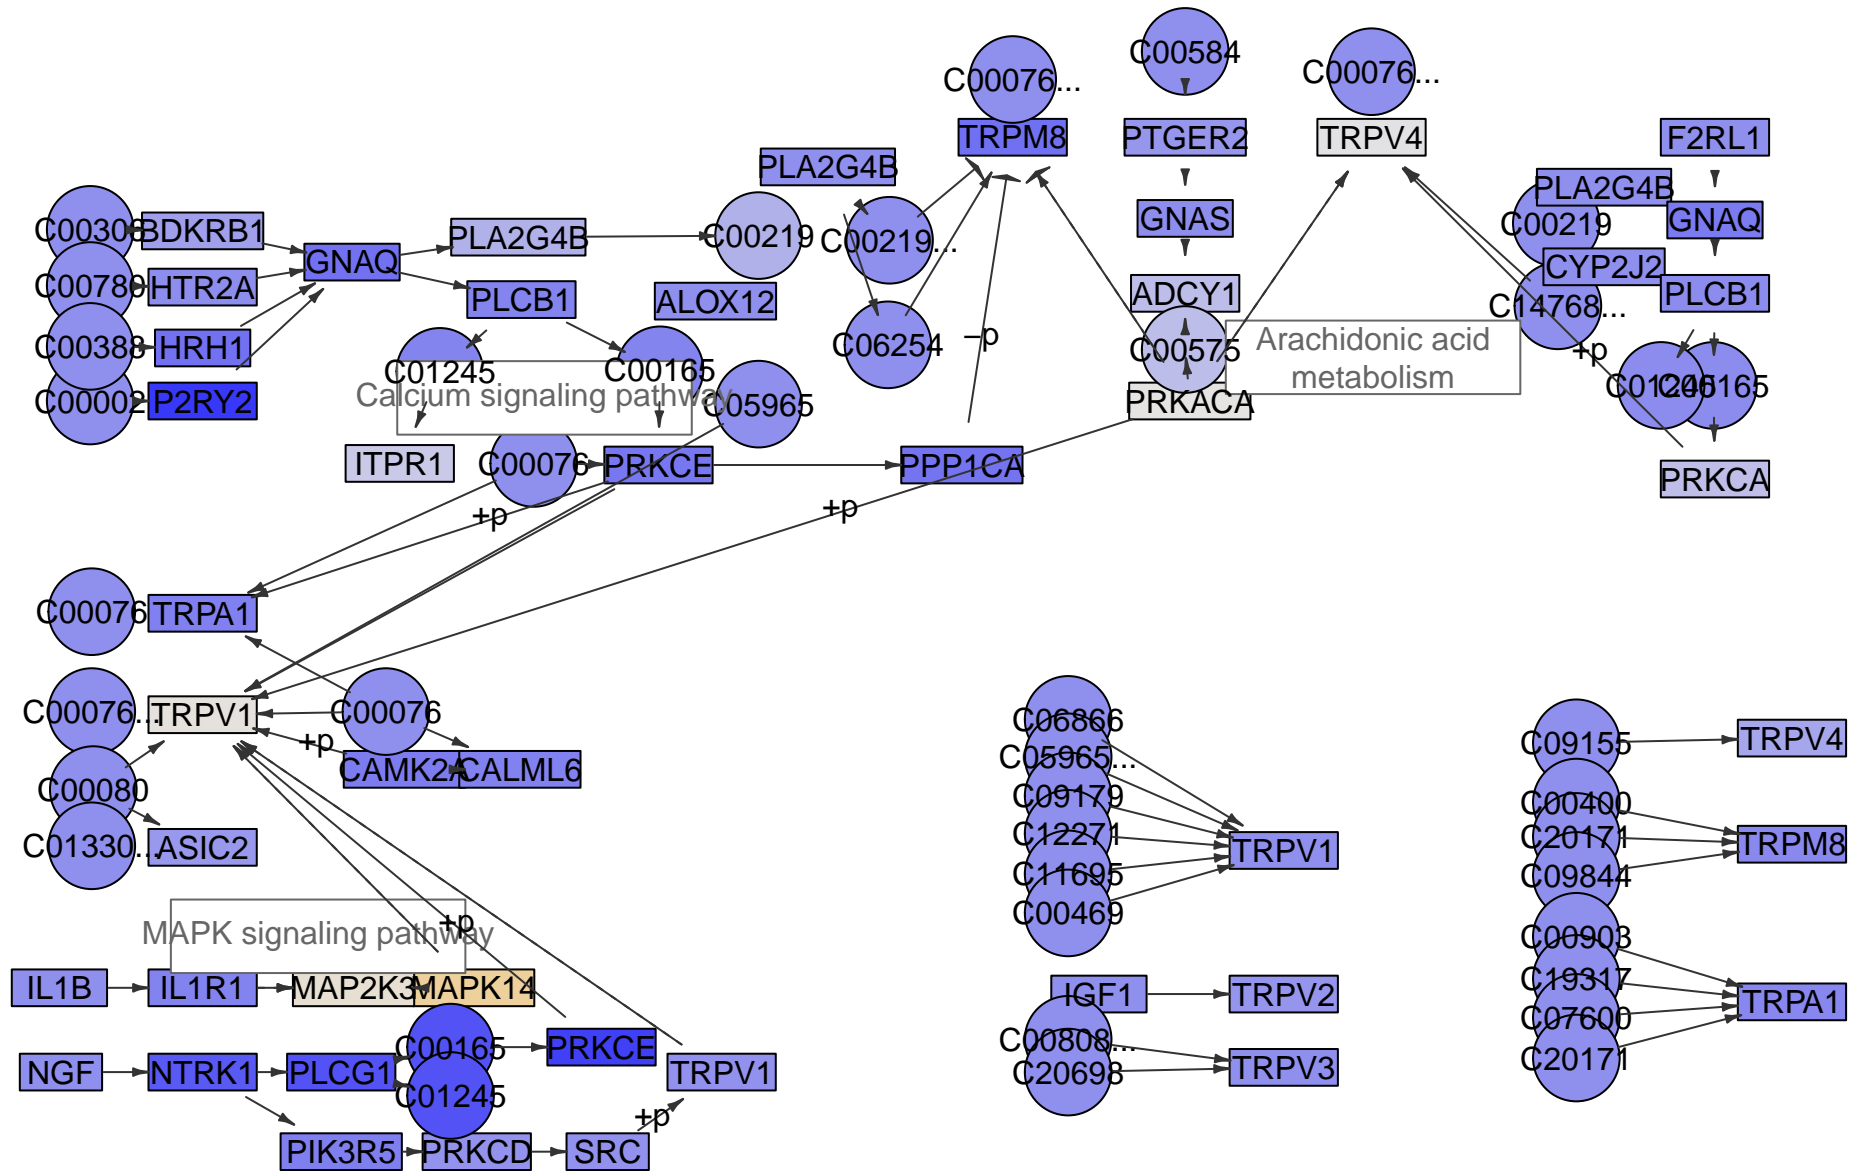 C00584
C00076...
C00076...
TRPM8
PTGER2
TRPV4
F2RL1
PLA2G4B
PLA2G4B
C00219
GNAS
GNAQ
BDKRB1
PLA2G4B
C00219
C00219...
GNAQ
CYP2J2
C00780
HTR2A
PLCB1
ALOX12
ADCY1
PLCB1
C14768...
C00388
HRH1
C06254
–p
C00575
Arachidonic acid
metabolism
+p
C01245
C00165
Calcium signaling pathway
C00002
P2RY2
C05965
PRKACA
C01245
C00165
ITPR1
C00076
PRKCE
PPP1CA
PRKCA
+p
+p
C00076
TRPA1
C00076...
TRPV1
C00076
+p
CAMK2A
CALML6
C00080
C01330...
ASIC2
C06866
C05965...
C09179
C12271
C11695
C00469
TRPV1
C09155
TRPV4
C00400
C20171
C09844
TRPM8
C00903
C19317
C07600
C20171
TRPA1
+p
MAPK signaling pathway
IL1B
IL1R1
MAP2K3
MAPK14
IGF1
TRPV2
C00808...
C20698
TRPV3
C00165
PRKCE
NGF
NTRK1
PLCG1
C01245
TRPV1
+p
PIK3R5
PRKCD
SRC